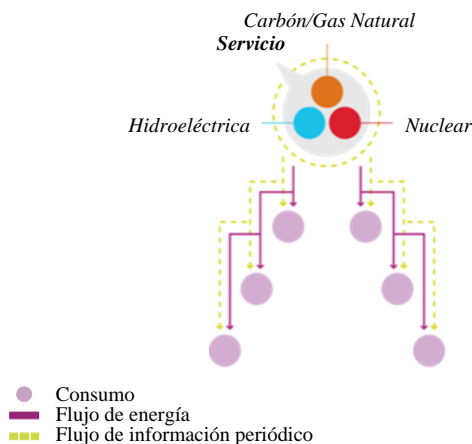 Carbón/Gas Natural
Servicio
Hidroeléctrica
Nuclear
Consumo
Flujo de energía
Flujo de información periódico